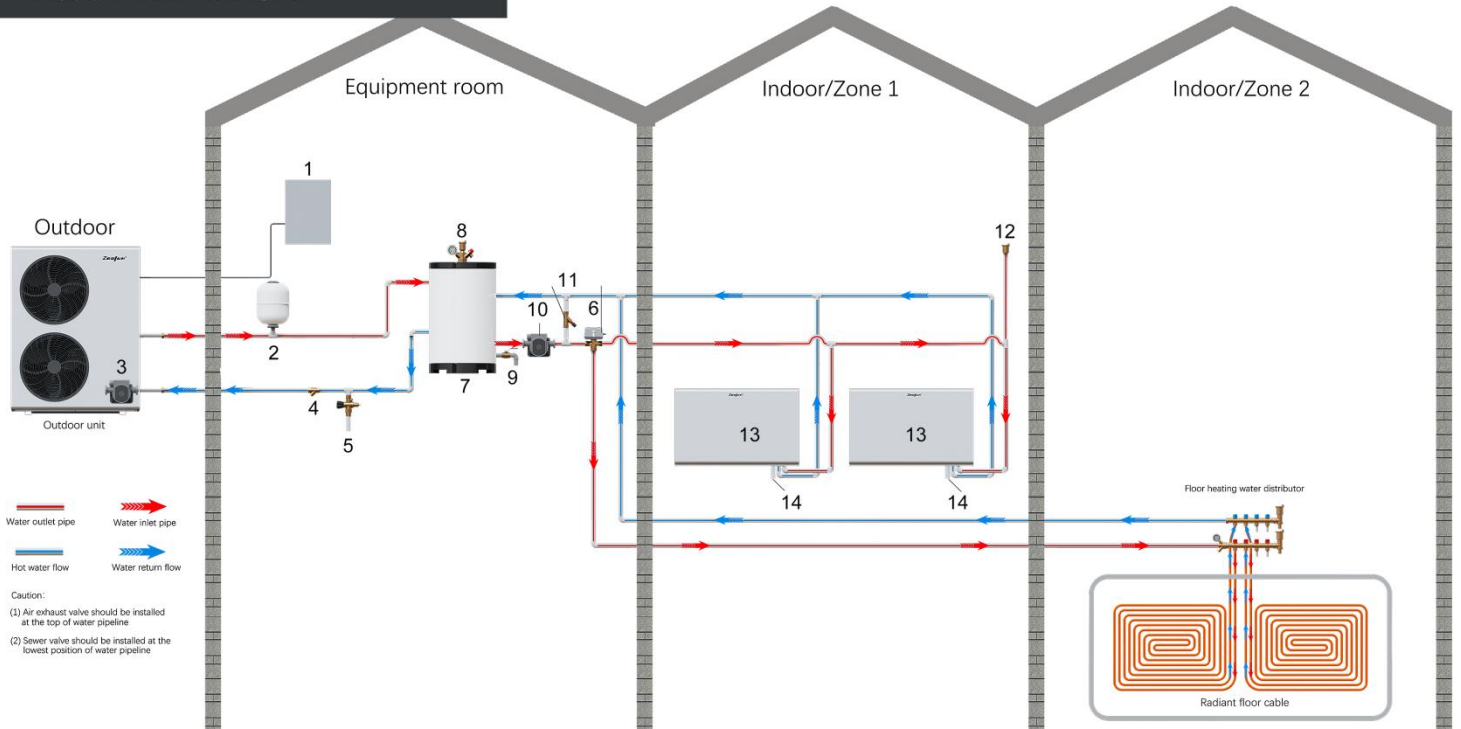 Equipment room
Indoor/Zone 1
Indoor/Zone 2
1
Outdoor
8
12
11
6
10
2
3
7
9
4
5
13
13
14
14
Outdoor unit
Floor heating water distributor
Water outlet pipe
Water inlet pipe
Hot water flow
Water return flow
Caution:
(1) Air exhaust valve should be installed
at the top of water pipeline
(2) Sewer valve should be installed at the
lowest position of water pipeline
Radiant floor cable